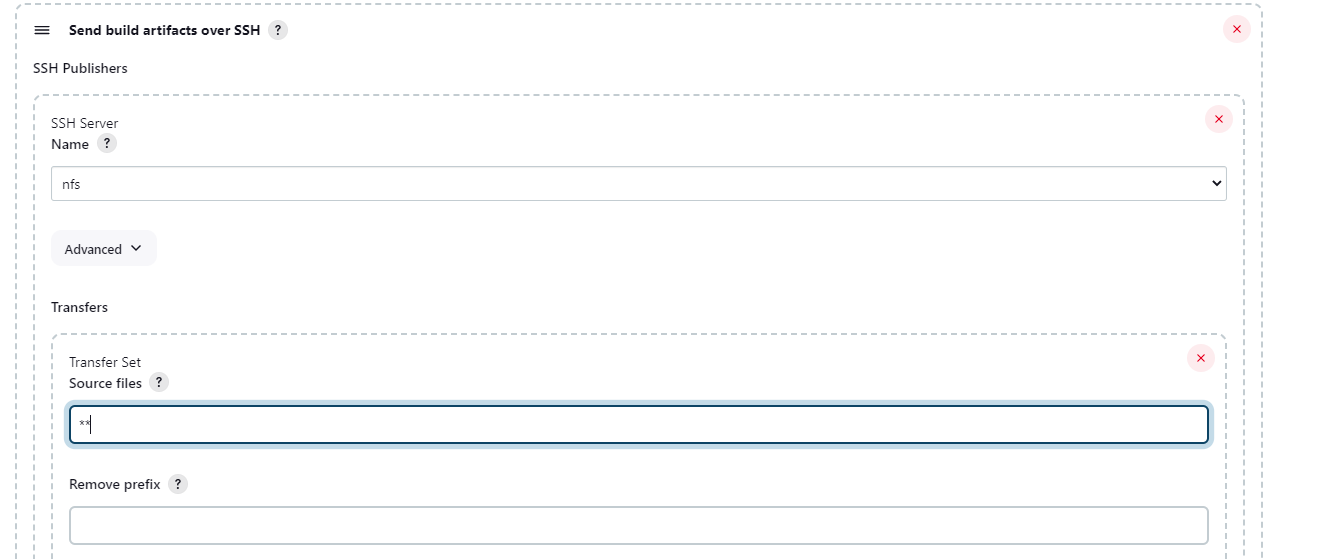 Send build artifacts over SSH ?
SSH Publishers
SSH Server
Name ?
nfs
Advanced
Transfers
Transfer Set
Source files ?
**
Remove prefix ?